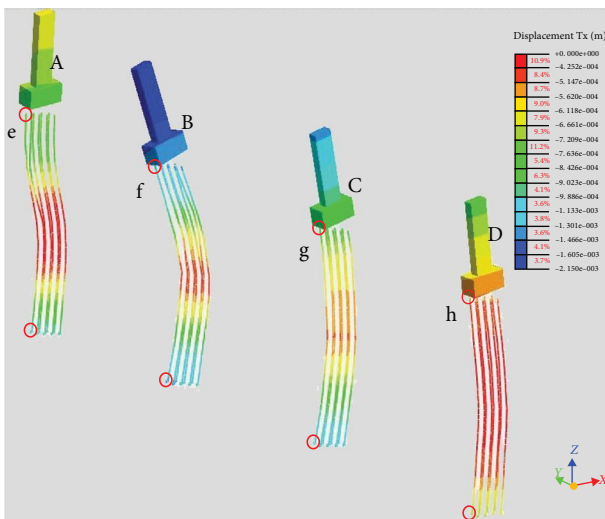 Displacement Tx (m)
+0. 000e+000
10.9%
−4. 252e−004
8.4%
−5. 147e−004
8.7%
−5. 620e−004
9.0%
−6. 118e−004
7.9%
−6. 661e−004
9.3%
−7. 209e−004
11.2%
−7. 636e−004
5.4%
−8. 426e−004
6.3%
−9. 023e−004
4.1%
−9. 886e−004
3.6%
−1. 133e−003
3.8%
−1. 301e−003
3.6%
−1. 466e−003
4.1%
−1. 605e−003
3.7%
−2. 150e−003
A
e
B
f
C
g
D
h
Z
Y
X